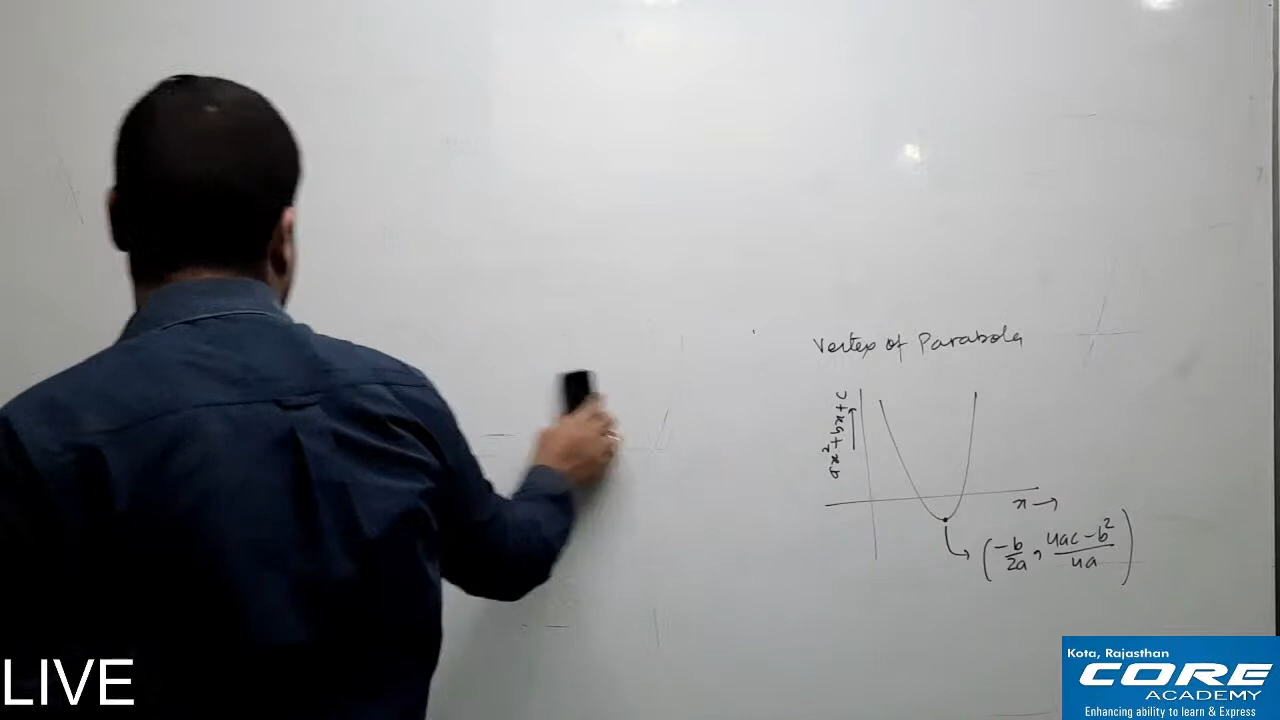 Vertex of Parabola
ax²+bx+c
x →
(-b/2a, 4ac-b²/4a)
LIVE
Kota, Rajasthan
CORE
ACADEMY
Enhancing ability to learn & Express